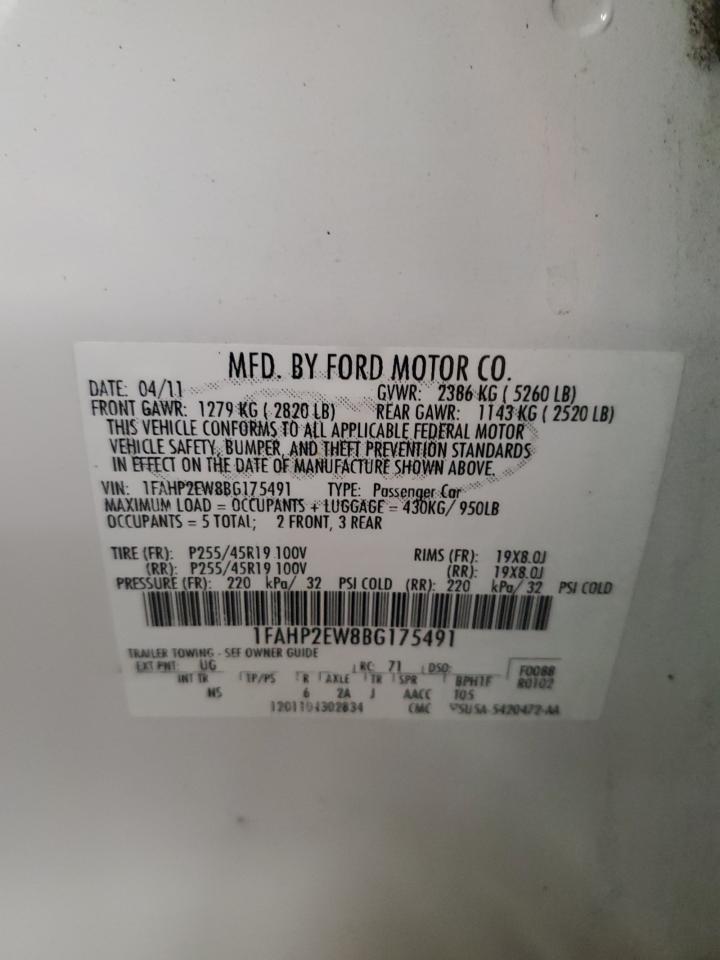 MFD. BY FORD MOTOR CO.
DATE: 04/11 GVWR: 2386 KG ( 5260 LB)
FRONT GAWR: 1279 KG ( 2820 LB) REAR GAWR: 1143 KG ( 2520 LB)
THIS VEHICLE CONFORMS TO ALL APPLICABLE FEDERAL MOTOR
VEHICLE SAFETY, BUMPER, AND THEFT PREVENTION STANDARDS
IN EFFECT ON THE DATE OF MANUFACTURE SHOWN ABOVE.
VIN: 1FAHP2EW8BG175491 TYPE: Passenger Car
MAXIMUM LOAD = OCCUPANTS + LUGGAGE = 430KG/ 950LB
OCCUPANTS = 5 TOTAL; 2 FRONT, 3 REAR
TIRE (FR): P255/45R19 100V RIMS (FR): 19X8.0J
(RR): P255/45R19 100V (RR): 19X8.0J
PRESSURE (FR): 220 kPa/ 32 PSI COLD (RR): 220 kPa/ 32 PSI COLD
1FAHP2EW8BG175491
TRAILER TOWING - SEE OWNER GUIDE
EXT PNT: UG RC: 71 DSO: F0088
INT TR TP/PS R AXLE TR SPR R0102
6 2A J AACC
CMC